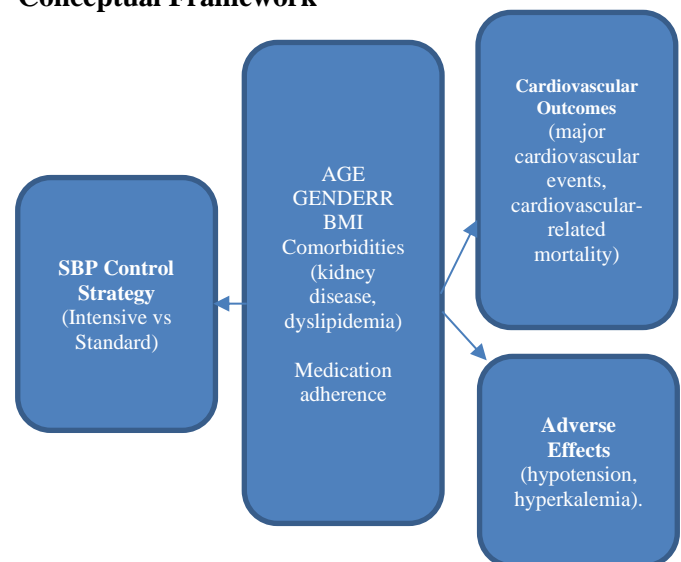 Conceptual Framework
SBP Control
Strategy
(Intensive vs
Standard)
AGE
GENDERR
BMI
Comorbidities
(kidney
disease,
dyslipidemia)
Medication
adherence
Cardiovascular
Outcomes
(major
cardiovascular
events,
cardiovascular-
related
mortality)
Adverse
Effects
(hypotension,
hyperkalemia).